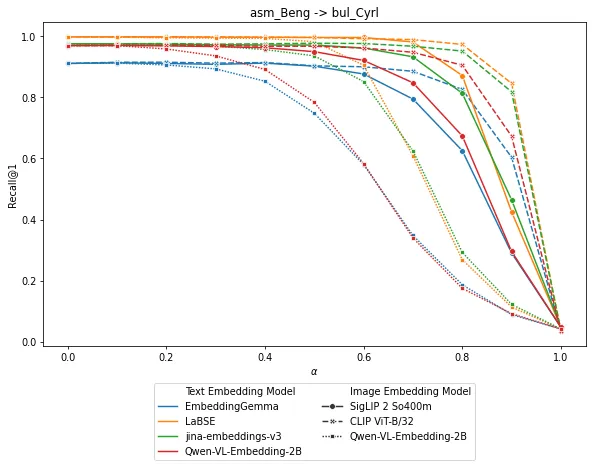 asm_Beng -> bul_Cyrl
Recall@1
1.0
0.8
0.6
0.4
0.2
0.0
0.0 0.2 0.4 0.6 0.8 1.0
α
Text Embedding Model Image Embedding Model
EmbeddingGemma SigLIP 2 So400m
LaBSE CLIP ViT-B/32
jina-embeddings-v3 Qwen-VL-Embedding-2B
Qwen-VL-Embedding-2B